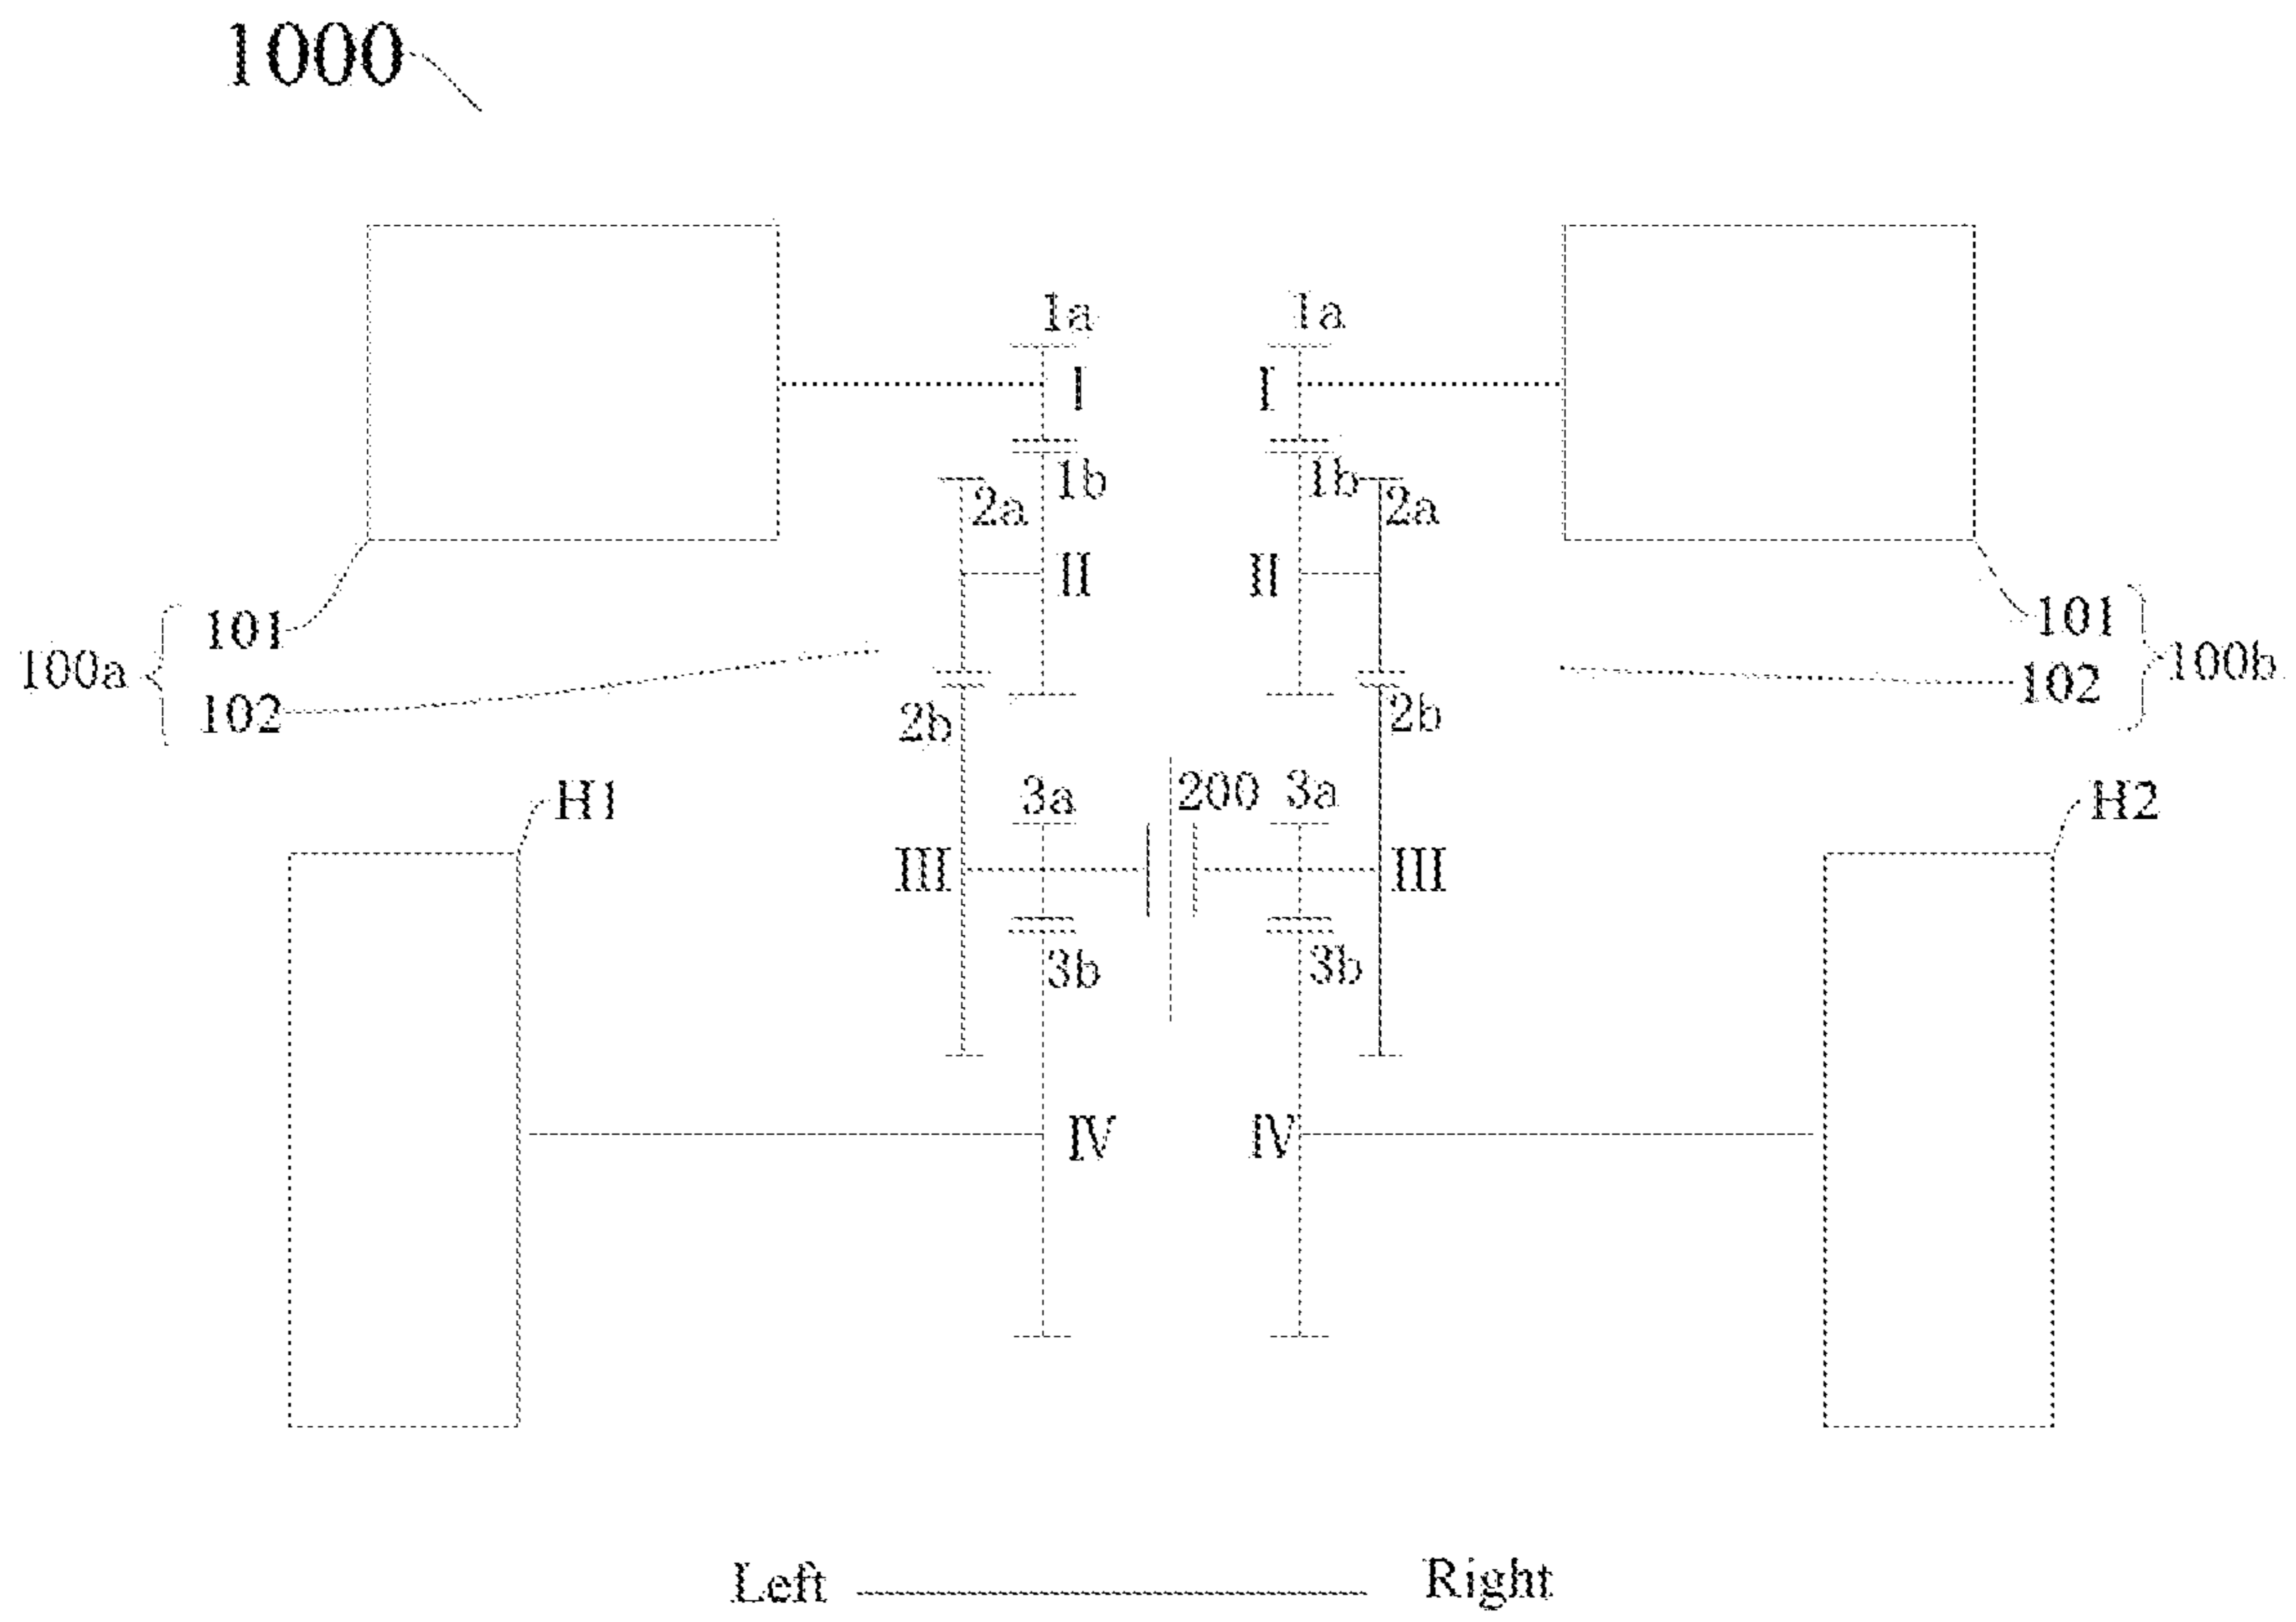 1000
1a 1a
I I
1b 1b
2a 2a
II II
101 101
100a 100b
102 102
2b 2b
H1 3a 200 3a H2
III III
3b 3b
IV IV
Left Right